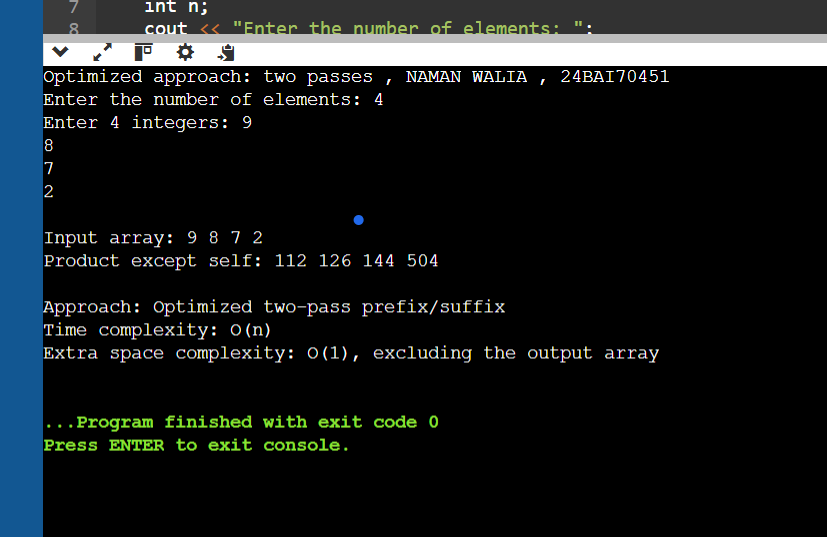 7 int n;
8 cout << "Enter the number of elements: ";
Optimized approach: two passes , NAMAN WALIA , 24BAI70451
Enter the number of elements: 4
Enter 4 integers: 9
8
7
2
Input array: 9 8 7 2
Product except self: 112 126 144 504
Approach: Optimized two-pass prefix/suffix
Time complexity: O(n)
Extra space complexity: O(1), excluding the output array
...Program finished with exit code 0
Press ENTER to exit console.